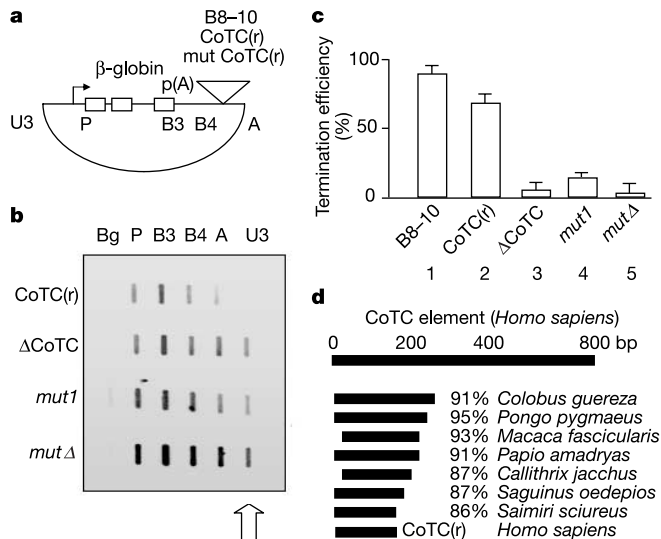 a
B8–10
CoTC(r)
mut CoTC(r)
β-globin
p(A)
U3
P
B3
B4
A
b
Bg P B3 B4 A U3
CoTC(r)
ΔCoTC
mut1
mutΔ
c
Termination efficiency
(%)
100
50
0
B8–10
CoTC(r)
ΔCoTC
mut1
mutΔ
1 2 3 4 5
d
CoTC element (Homo sapiens)
0 200 400 800 bp
91% Colobus guereza
95% Pongo pygmaeus
93% Macaca fascicularis
91% Papio amadryas
87% Callithrix jacchus
87% Saguinus oedepios
86% Saimiri sciureus
CoTC(r) Homo sapiens